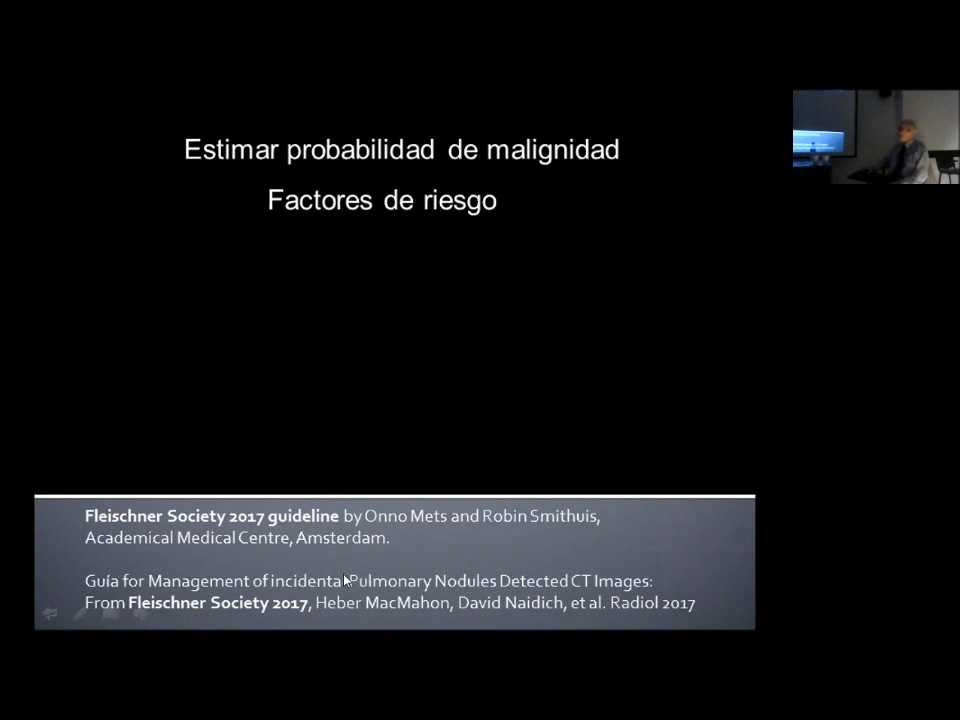 Estimar probabilidad de malignidad
Factores de riesgo
Fleischner Society 2017 guideline by Onno Mets and Robin Smithuis,
Academical Medical Centre, Amsterdam.
Guía for Management of incidental Pulmonary Nodules Detected CT Images:
From Fleischner Society 2017, Heber MacMahon, David Naidich, et al. Radiol 2017